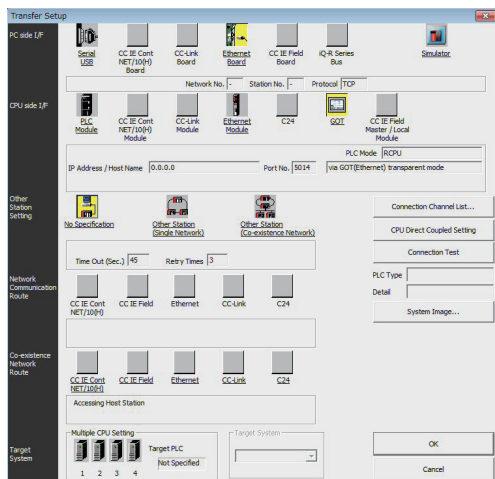 Transfer Setup
PC side I/F
Serial USB
CC IE Cont NET/10(H) Board
CC-Link Board
Ethernet Board
CC IE Field Board
iQ-R Series Bus
Simulator
Network No. - Station No. - Protocol TCP
CPU side I/F
PLC Module
CC IE Cont NET/10(H) Module
CC-Link Module
Ethernet Module
C24
GOT
CC IE Field Master / Local Module
PLC Mode RCPU
IP Address / Host Name 0.0.0.0 Port No. 5014 via GOT(Ethernet) transparent mode
Other Station Setting
No Specification
Other Station (Single Network)
Other Station (Co-existence Network)
Connection Channel List...
CPU Direct Coupled Setting
Time Out (Sec.) 45 Retry Times 3
Connection Test
PLC Type
Detail
System Image...
Network Communication Route
CC IE Cont NET/10(H)
CC IE Field
Ethernet
CC-Link
C24
Co-existence Network Route
CC IE Cont NET/10(H)
CC IE Field
Ethernet
CC-Link
C24
Accessing Host Station
Target System
Multiple CPU Setting
1 2 3 4
Target PLC
Not Specified
Target System
OK
Cancel